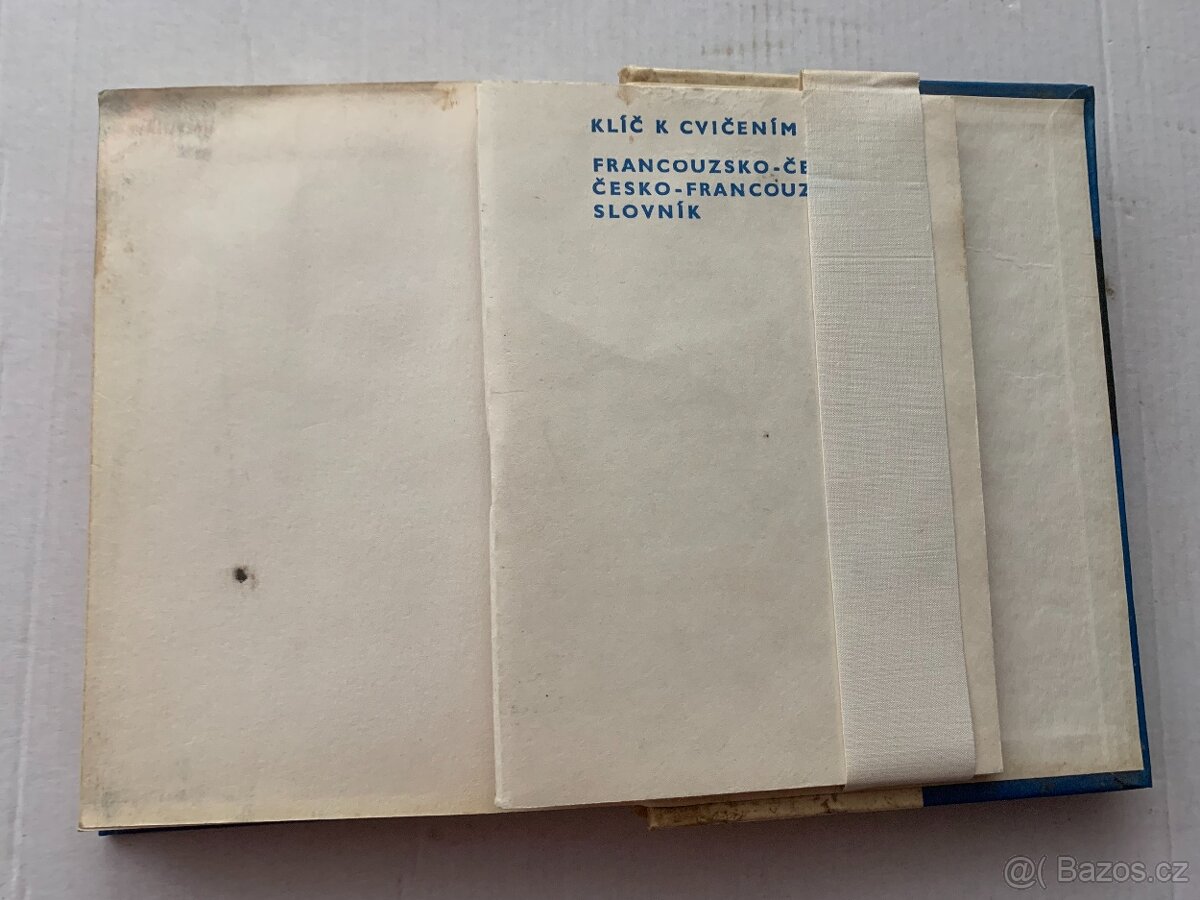 KLÍČ K CVIČENÍM
FRANCOUZSKO-ČE
ČESKO-FRANCOUZ
SLOVNÍK
@( Bazos.cz